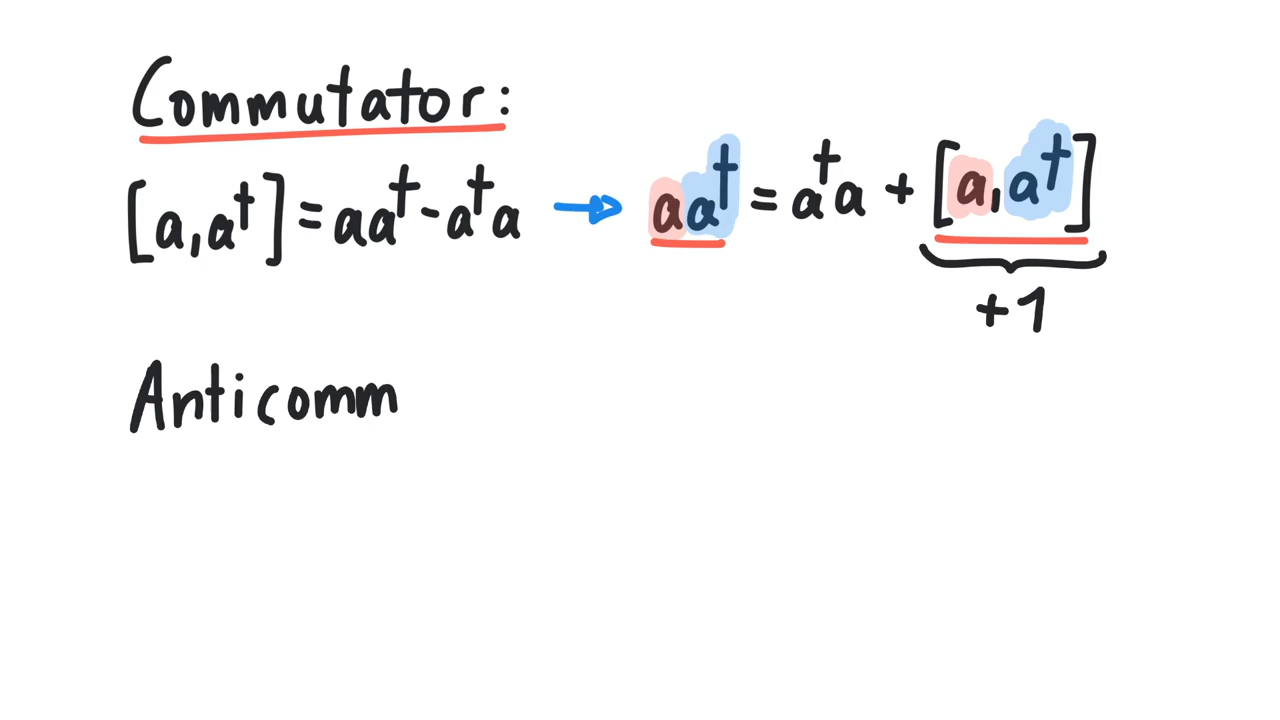 Commutator:
[a,a†] = aa† - a†a → aa† = a†a + [a,a†]
+1
Anticomm